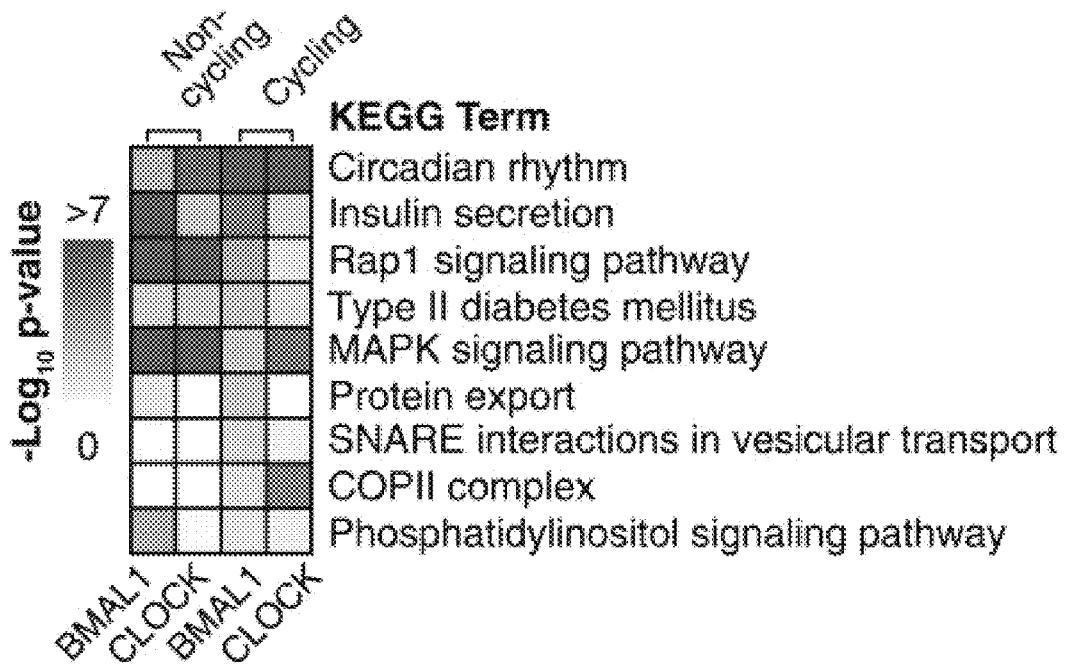 Non-
cycling
Cycling
KEGG Term
Circadian rhythm
Insulin secretion
Rap1 signaling pathway
Type II diabetes mellitus
MAPK signaling pathway
Protein export
SNARE interactions in vesicular transport
COPII complex
Phosphatidylinositol signaling pathway
-Log10 p-value
>7
0
BMAL1
CLOCK
BMAL1
CLOCK